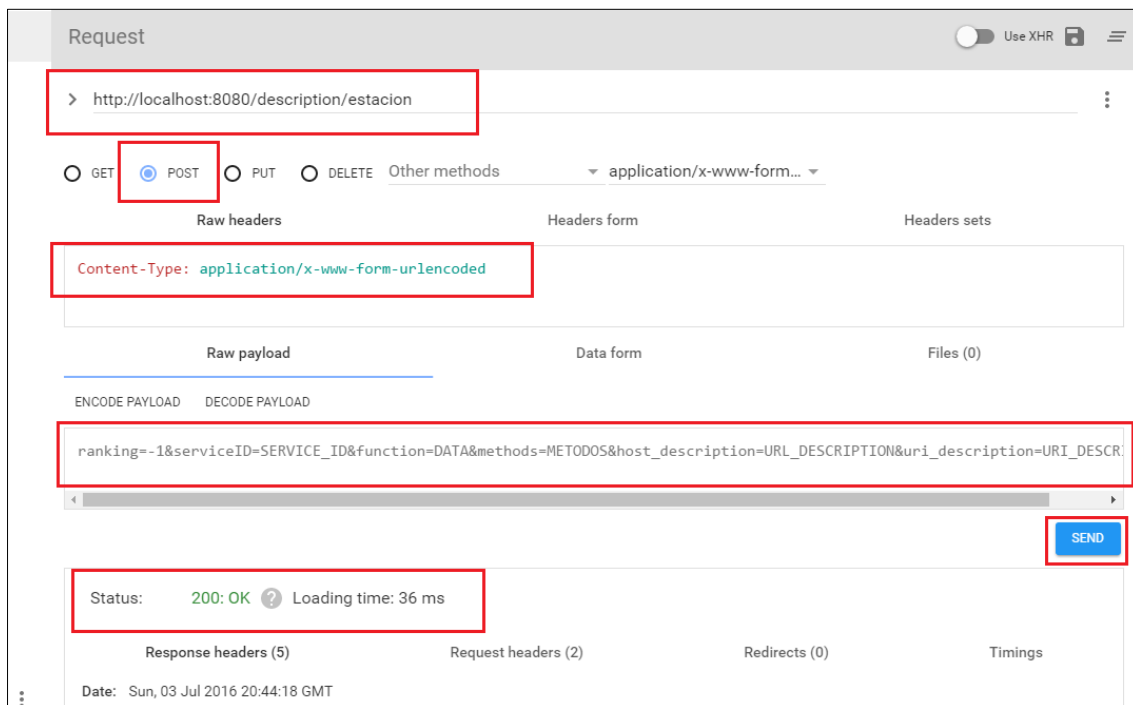 Request Use XHR
http://localhost:8080/description/estacion
GET POST PUT DELETE Other methods application/x-www-form...
Raw headers Headers form Headers sets
Content-Type: application/x-www-form-urlencoded
Raw payload Data form Files (0)
ENCODE PAYLOAD DECODE PAYLOAD
ranking=-1&serviceID=SERVICE_ID&function=DATA&methods=METODOS&host_description=URL_DESCRIPTION&uri_description=URI_DESCRI
SEND
Status: 200: OK Loading time: 36 ms
Response headers (5) Request headers (2) Redirects (0) Timings
Date: Sun, 03 Jul 2016 20:44:18 GMT